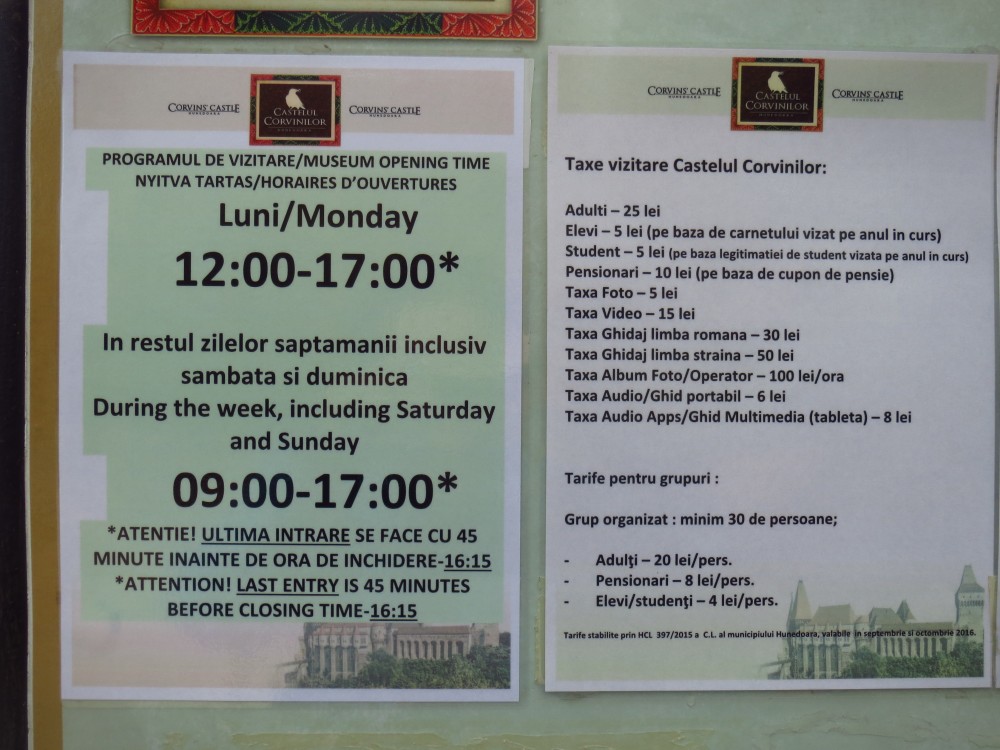 CORVINS' CASTLE
HUNEDOARA
CASTELUL
CORVINILOR
HUNEDOARA
CORVINS' CASTLE
HUNEDOARA
PROGRAMUL DE VIZITARE/MUSEUM OPENING TIME
NYITVA TARTAS/HORAIRES D'OUVERTURES
Luni/Monday
12:00-17:00*
In restul zilelor saptamanii inclusiv
sambata si duminica
During the week, including Saturday
and Sunday
09:00-17:00*
*ATENTIE! ULTIMA INTRARE SE FACE CU 45
MINUTE INAINTE DE ORA DE INCHIDERE-16:15
*ATTENTION! LAST ENTRY IS 45 MINUTES
BEFORE CLOSING TIME-16:15
CORVINS' CASTLE
HUNEDOARA
CASTELUL
CORVINILOR
HUNEDOARA
CORVINS' CASTLE
HUNEDOARA
Taxe vizitare Castelul Corvinilor:
Adulti – 25 lei
Elevi – 5 lei (pe baza de carnetului vizat pe anul in curs)
Student – 5 lei (pe baza legitimatiei de student vizata pe anul in curs)
Pensionari – 10 lei (pe baza de cupon de pensie)
Taxa Foto – 5 lei
Taxa Video – 15 lei
Taxa Ghidaj limba romana – 30 lei
Taxa Ghidaj limba straina – 50 lei
Taxa Album Foto/Operator – 100 lei/ora
Taxa Audio/Ghid portabil – 6 lei
Taxa Audio Apps/Ghid Multimedia (tableta) – 8 lei
Tarife pentru grupuri :
Grup organizat : minim 30 de persoane;
- Adulţi – 20 lei/pers.
- Pensionari – 8 lei/pers.
- Elevi/studenţi – 4 lei/pers.
Tarife stabilite prin HCL 397/2015 a C.L. al municipiului Hunedoara, valabile in septembrie si octombrie 2016.